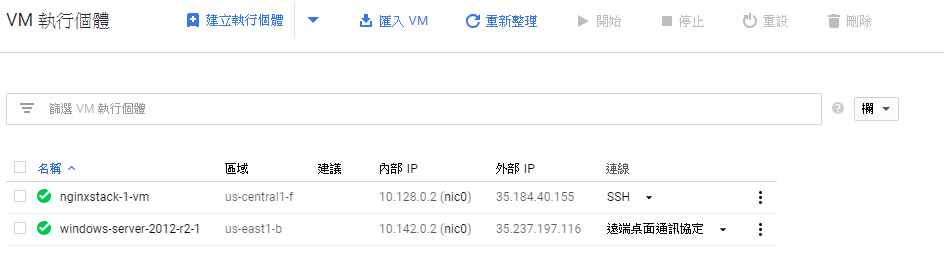 VM 執行個體 建立執行個體 匯入 VM 重新整理 開始 停止 重設 刪除
篩選 VM 執行個體 ? 欄
名稱 區域 建議 內部 IP 外部 IP 連線
nginxstack-1-vm us-central1-f 10.128.0.2 (nic0) 35.184.40.155 SSH
windows-server-2012-r2-1 us-east1-b 10.142.0.2 (nic0) 35.237.197.116 遠端桌面通訊協定